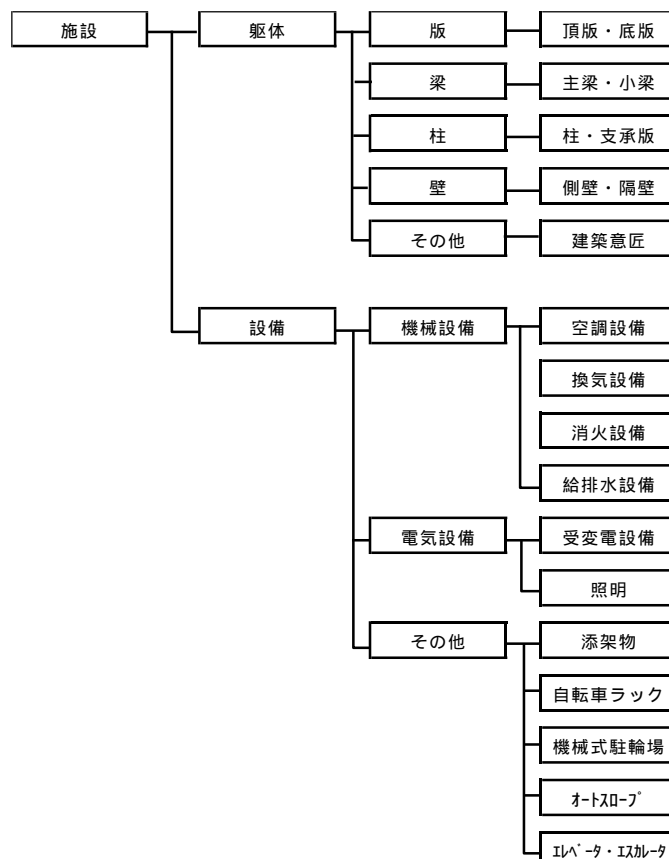 施設
躯体
版
頂版・底版
梁
主梁・小梁
柱
柱・支承版
壁
側壁・隔壁
その他
建築意匠
設備
機械設備
空調設備
換気設備
消火設備
給排水設備
電気設備
受変電設備
照明
その他
添架物
自転車ラック
機械式駐輪場
ｵｰﾄｽﾛｰﾌﾟ
ｴﾚﾍﾞｰﾀ・ｴｽｶﾚｰﾀ